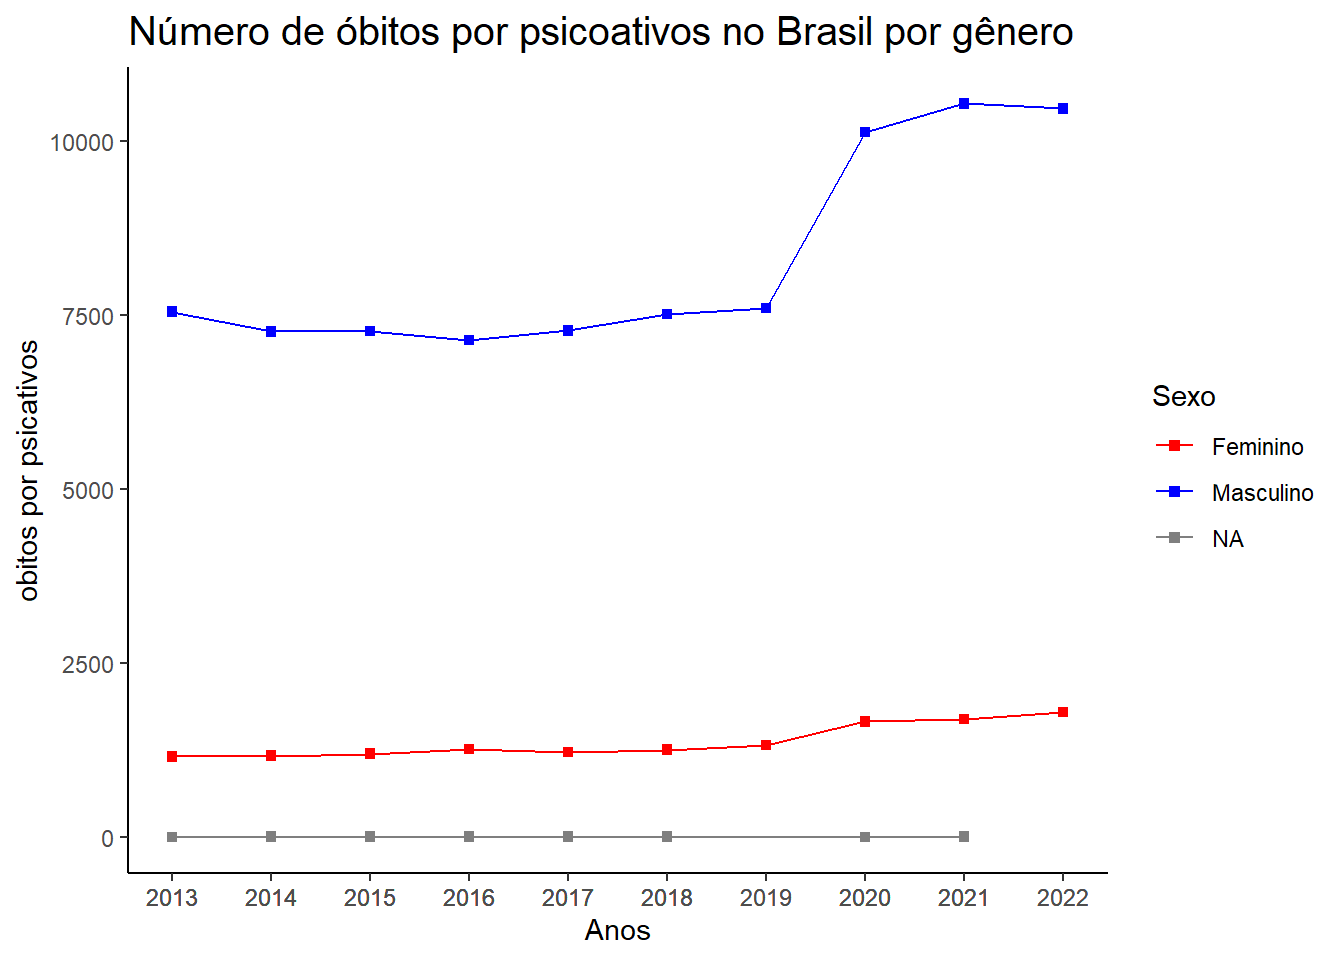 Número de óbitos por psicoativos no Brasil por gênero
obitos por psicativos
10000
7500
5000
2500
0
2013 2014 2015 2016 2017 2018 2019 2020 2021 2022
Anos
Sexo
Feminino
Masculino
NA